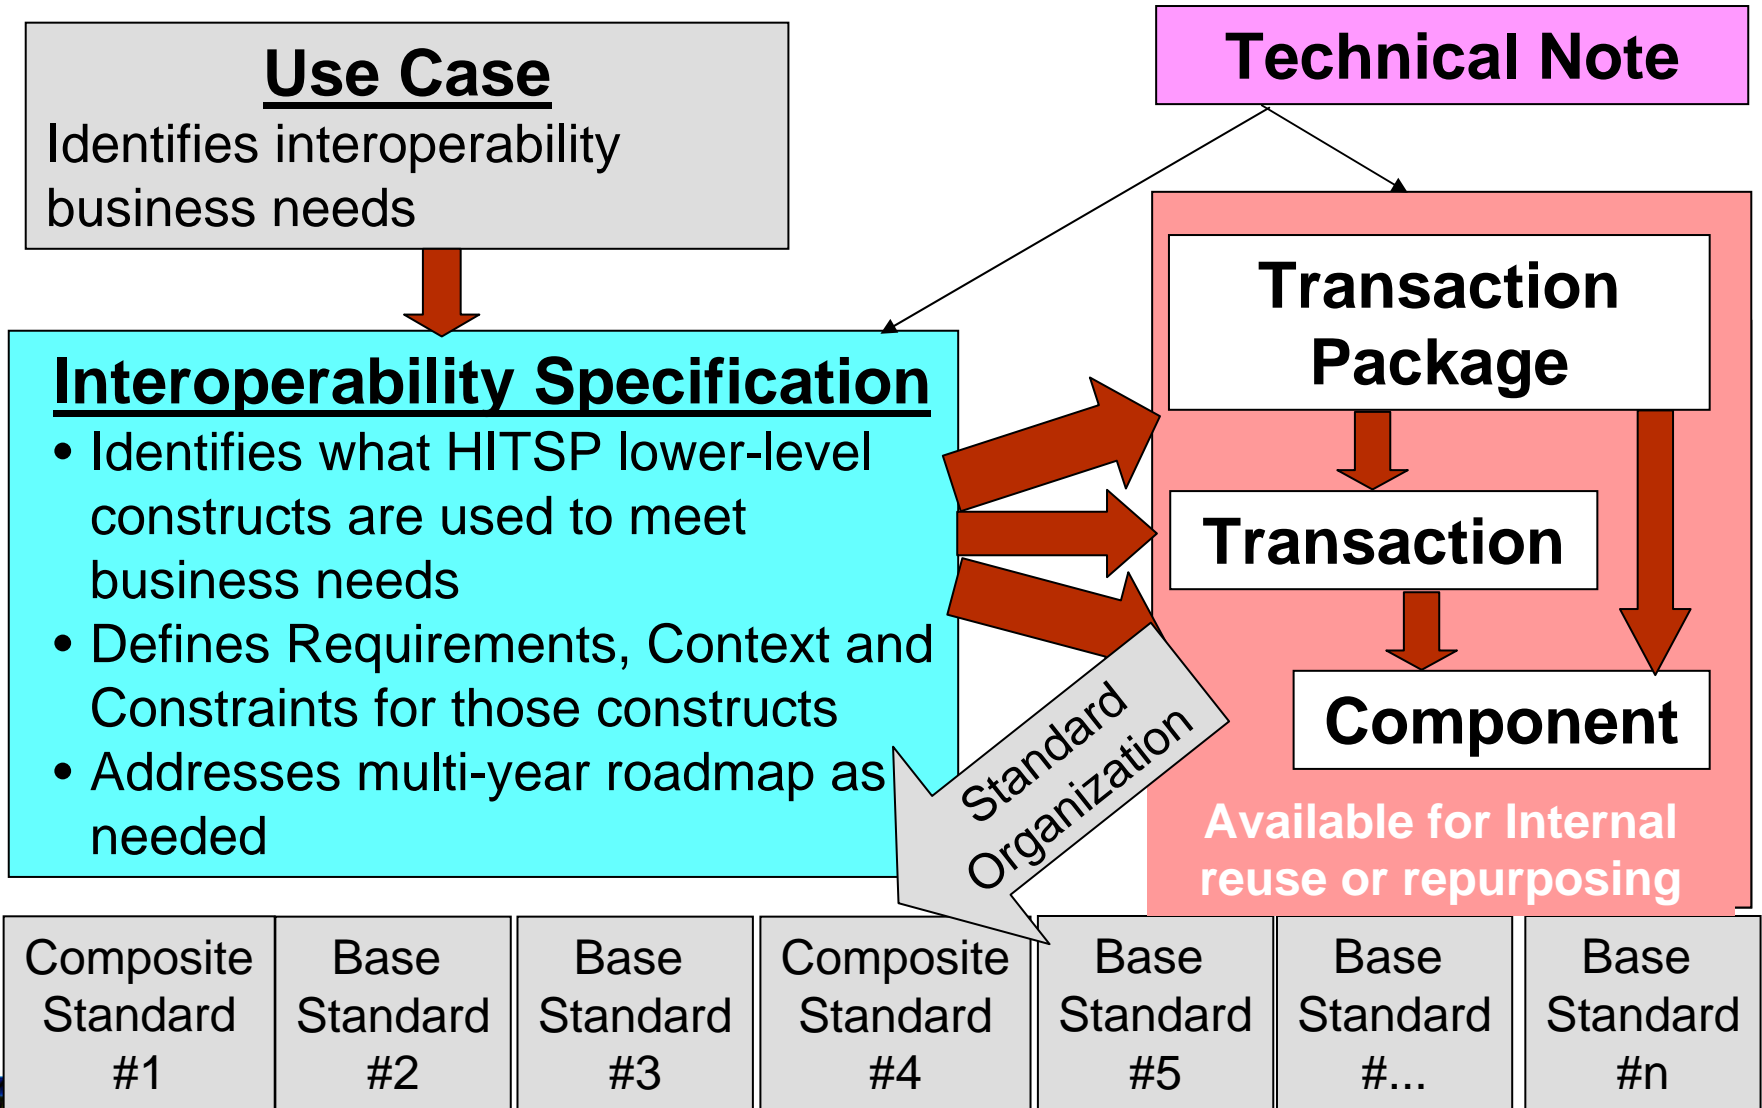 Use Case
Identifies interoperability
business needs
Technical Note
Interoperability Specification
• Identifies what HITSP lower-level
constructs are used to meet
business needs
• Defines Requirements, Context and
Constraints for those constructs
• Addresses multi-year roadmap as
needed
Transaction
Package
Transaction
Component
Available for Internal
reuse or repurposing
Standard
Organization
Composite
Standard
#1
Base
Standard
#2
Base
Standard
#3
Composite
Standard
#4
Base
Standard
#5
Base
Standard
#...
Base
Standard
#n